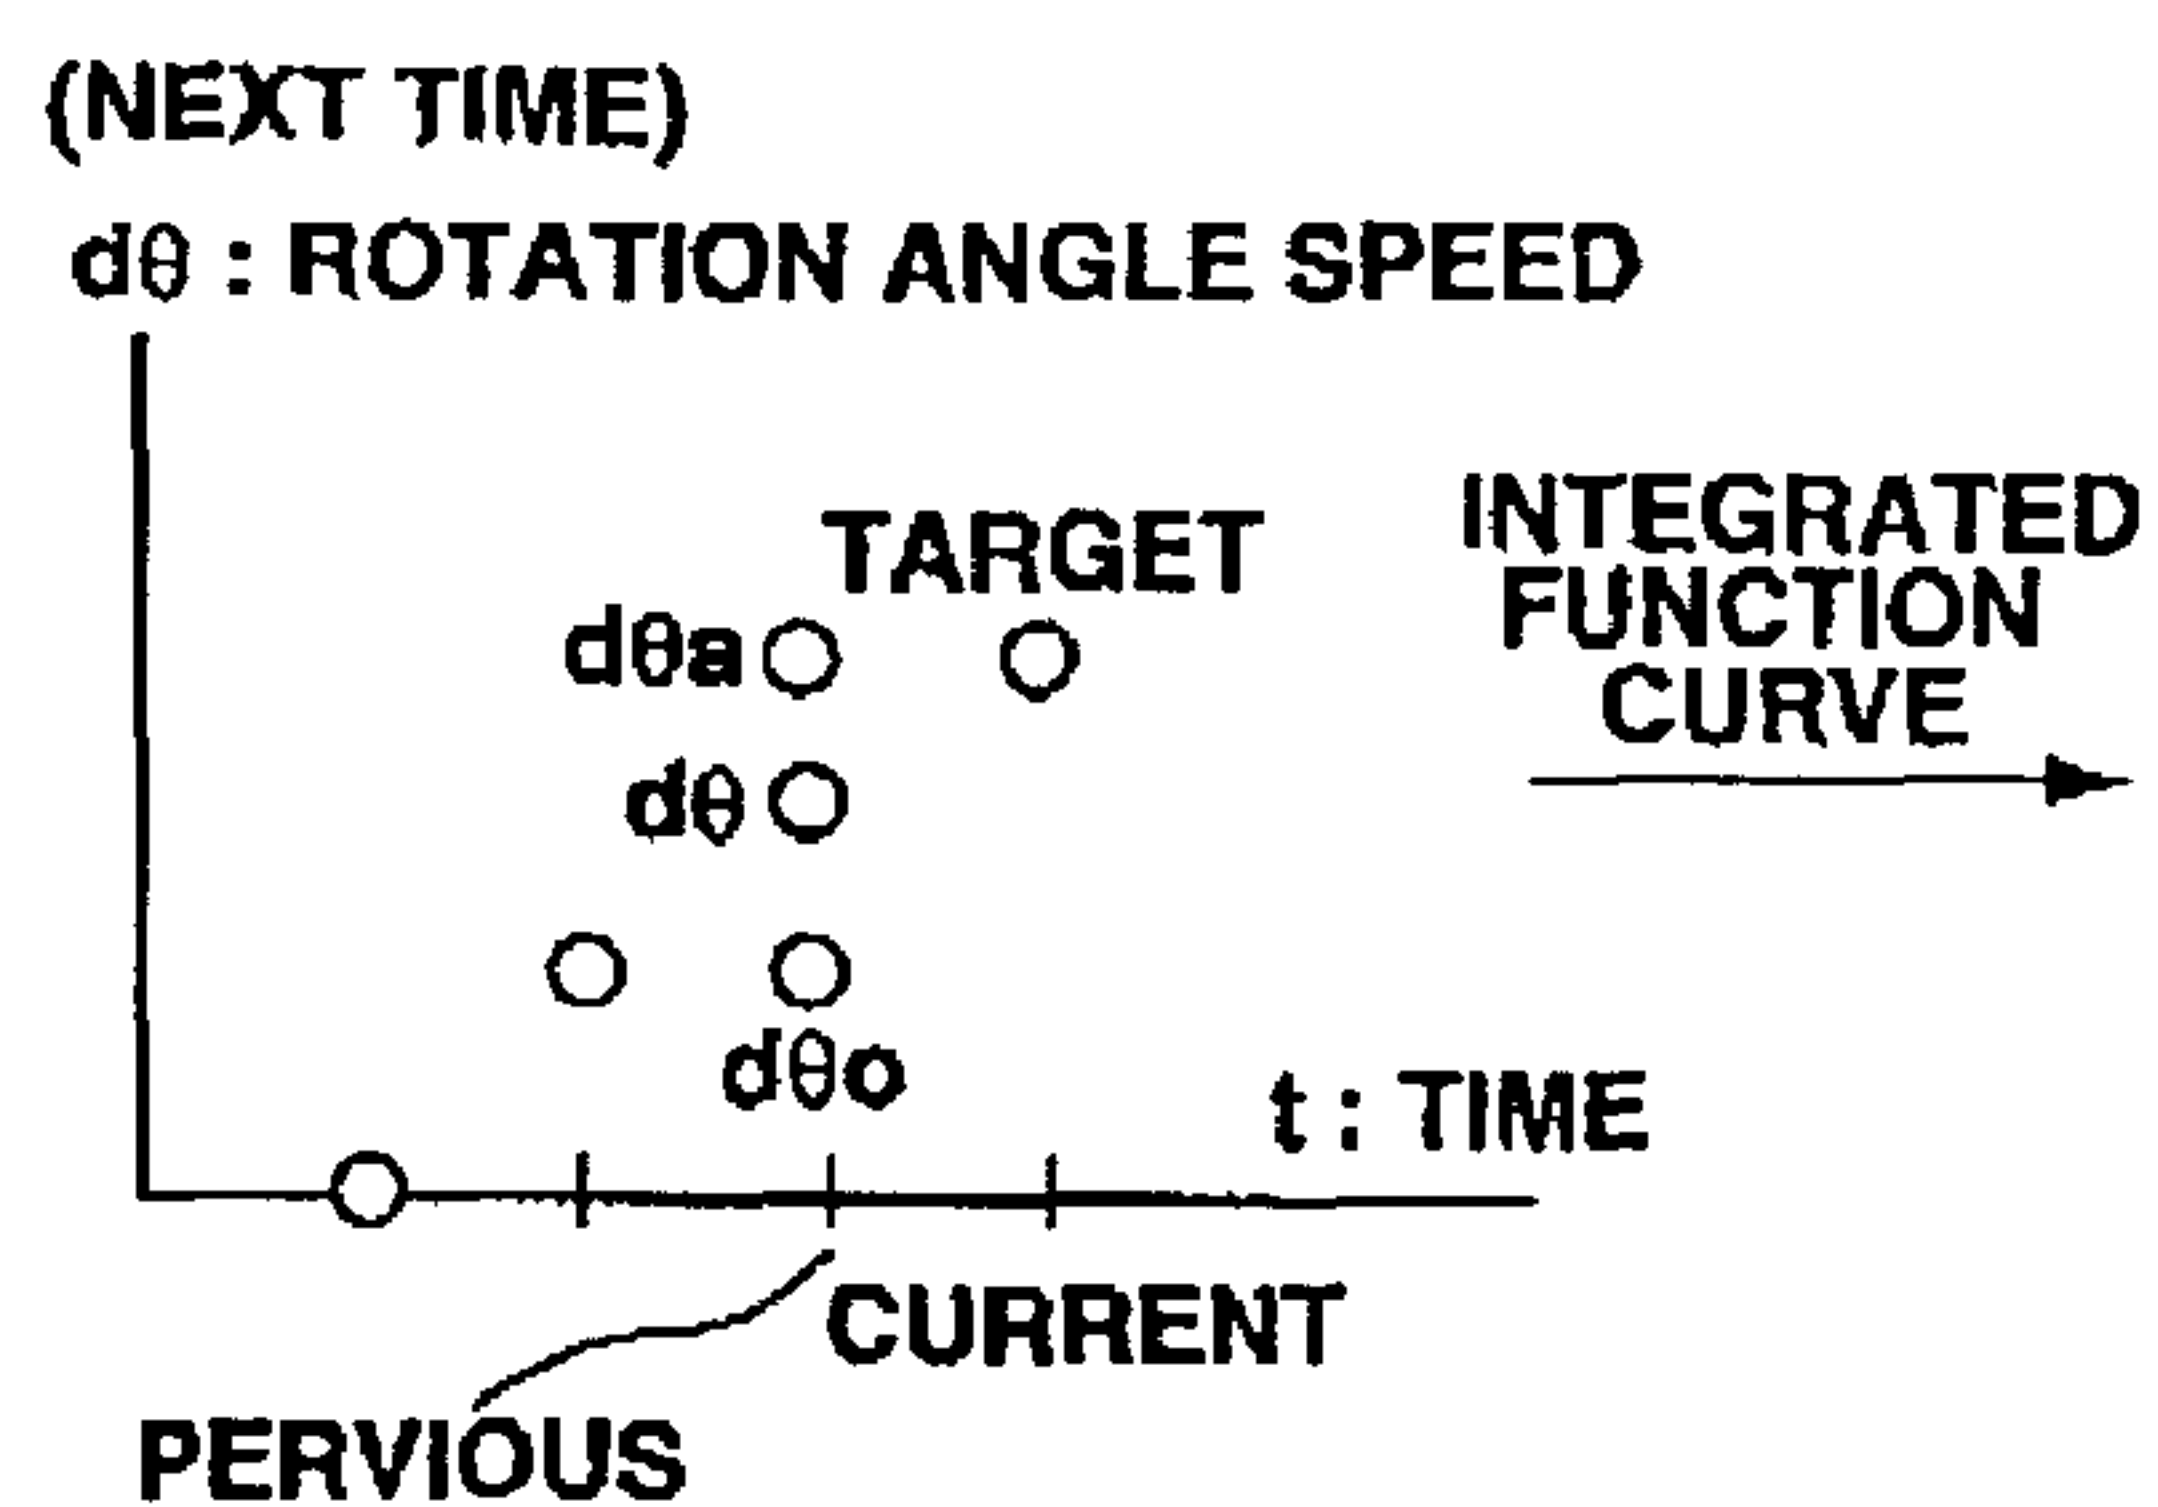 (NEXT TIME)
dθ : ROTATION ANGLE SPEED
INTEGRATED
FUNCTION
CURVE
TARGET
dθa
dθ
dθo
t : TIME
CURRENT
PERVIOUS